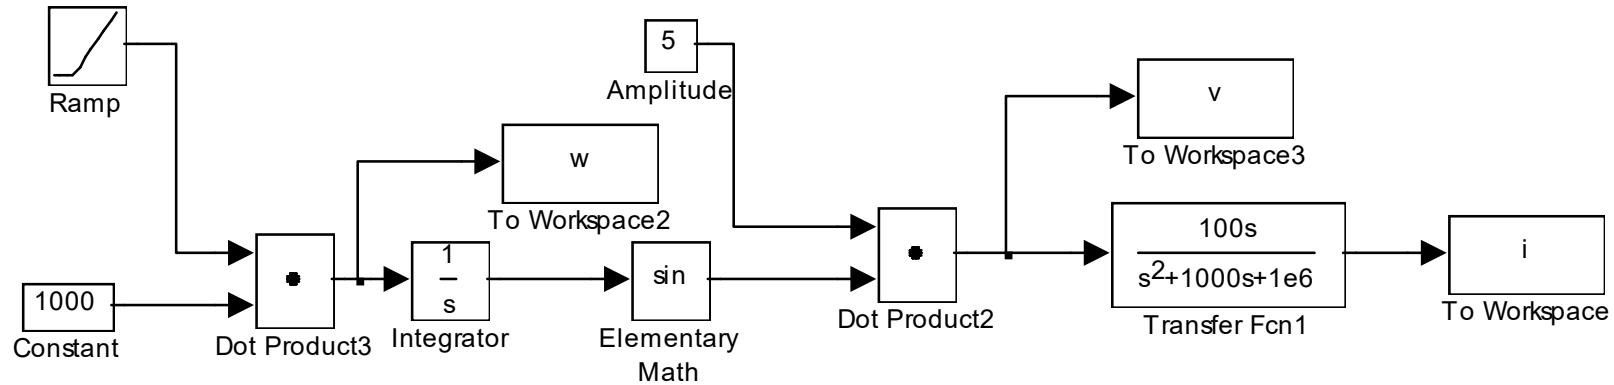 Ramp
1000
Constant
Dot Product3
w
To Workspace2
1
s
Integrator
sin
Elementary
Math
5
Amplitude
Dot Product2
v
To Workspace3
100s
s²+1000s+1e6
Transfer Fcn1
i
To Workspace